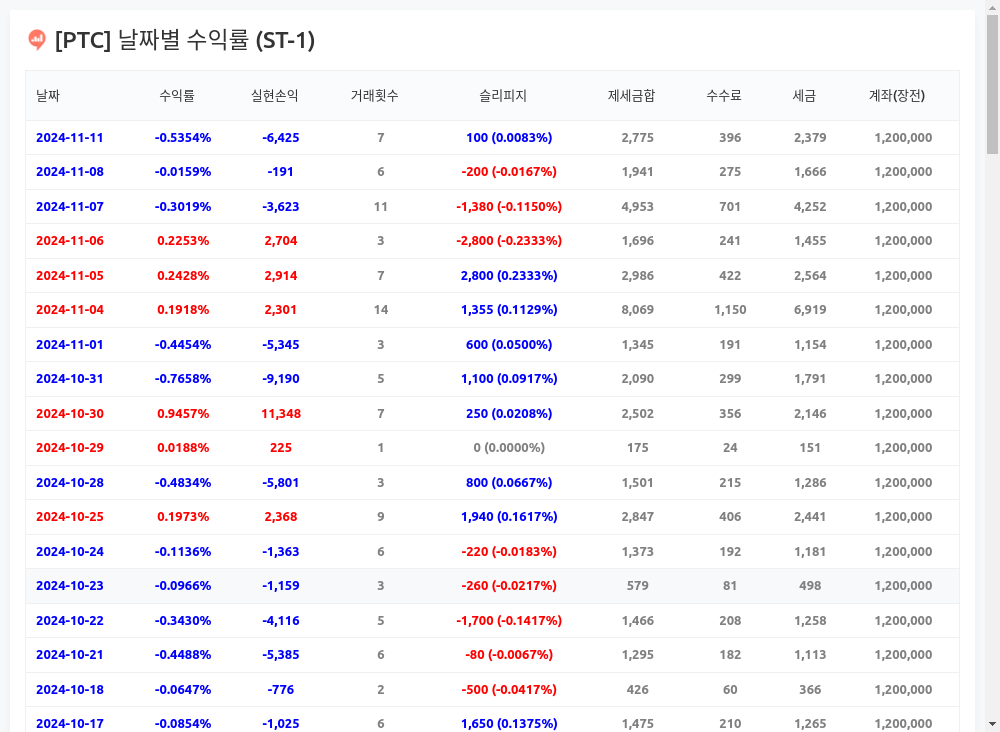 [PTC] 날짜별 수익률 (ST-1)
날짜 수익률 실현손익 거래횟수 슬리피지 제세금합 수수료 세금 계좌(장전)
2024-11-11 -0.5354% -6,425 7 100 (0.0083%) 2,775 396 2,379 1,200,000
2024-11-08 -0.0159% -191 6 -200 (-0.0167%) 1,941 275 1,666 1,200,000
2024-11-07 -0.3019% -3,623 11 -1,380 (-0.1150%) 4,953 701 4,252 1,200,000
2024-11-06 0.2253% 2,704 3 -2,800 (-0.2333%) 1,696 241 1,455 1,200,000
2024-11-05 0.2428% 2,914 7 2,800 (0.2333%) 2,986 422 2,564 1,200,000
2024-11-04 0.1918% 2,301 14 1,355 (0.1129%) 8,069 1,150 6,919 1,200,000
2024-11-01 -0.4454% -5,345 3 600 (0.0500%) 1,345 191 1,154 1,200,000
2024-10-31 -0.7658% -9,190 5 1,100 (0.0917%) 2,090 299 1,791 1,200,000
2024-10-30 0.9457% 11,348 7 250 (0.0208%) 2,502 356 2,146 1,200,000
2024-10-29 0.0188% 225 1 0 (0.0000%) 175 24 151 1,200,000
2024-10-28 -0.4834% -5,801 3 800 (0.0667%) 1,501 215 1,286 1,200,000
2024-10-25 0.1973% 2,368 9 1,940 (0.1617%) 2,847 406 2,441 1,200,000
2024-10-24 -0.1136% -1,363 6 -220 (-0.0183%) 1,373 192 1,181 1,200,000
2024-10-23 -0.0966% -1,159 3 -260 (-0.0217%) 579 81 498 1,200,000
2024-10-22 -0.3430% -4,116 5 -1,700 (-0.1417%) 1,466 208 1,258 1,200,000
2024-10-21 -0.4488% -5,385 6 -80 (-0.0067%) 1,295 182 1,113 1,200,000
2024-10-18 -0.0647% -776 2 -500 (-0.0417%) 426 60 366 1,200,000
2024-10-17 -0.0854% -1,025 6 1,650 (0.1375%) 1,475 210 1,265 1,200,000